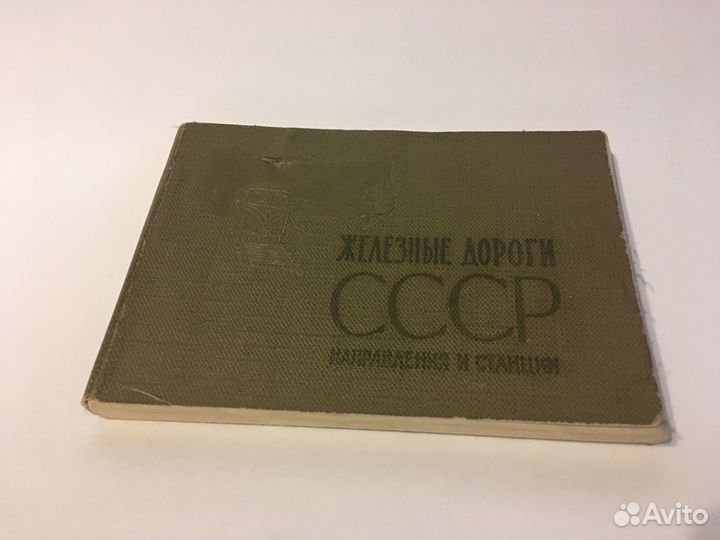 ЖЕЛЕЗНЫЕ ДОРОГИ
СССР
НАПРАВЛЕНИЯ И СТАНЦИИ
Avito